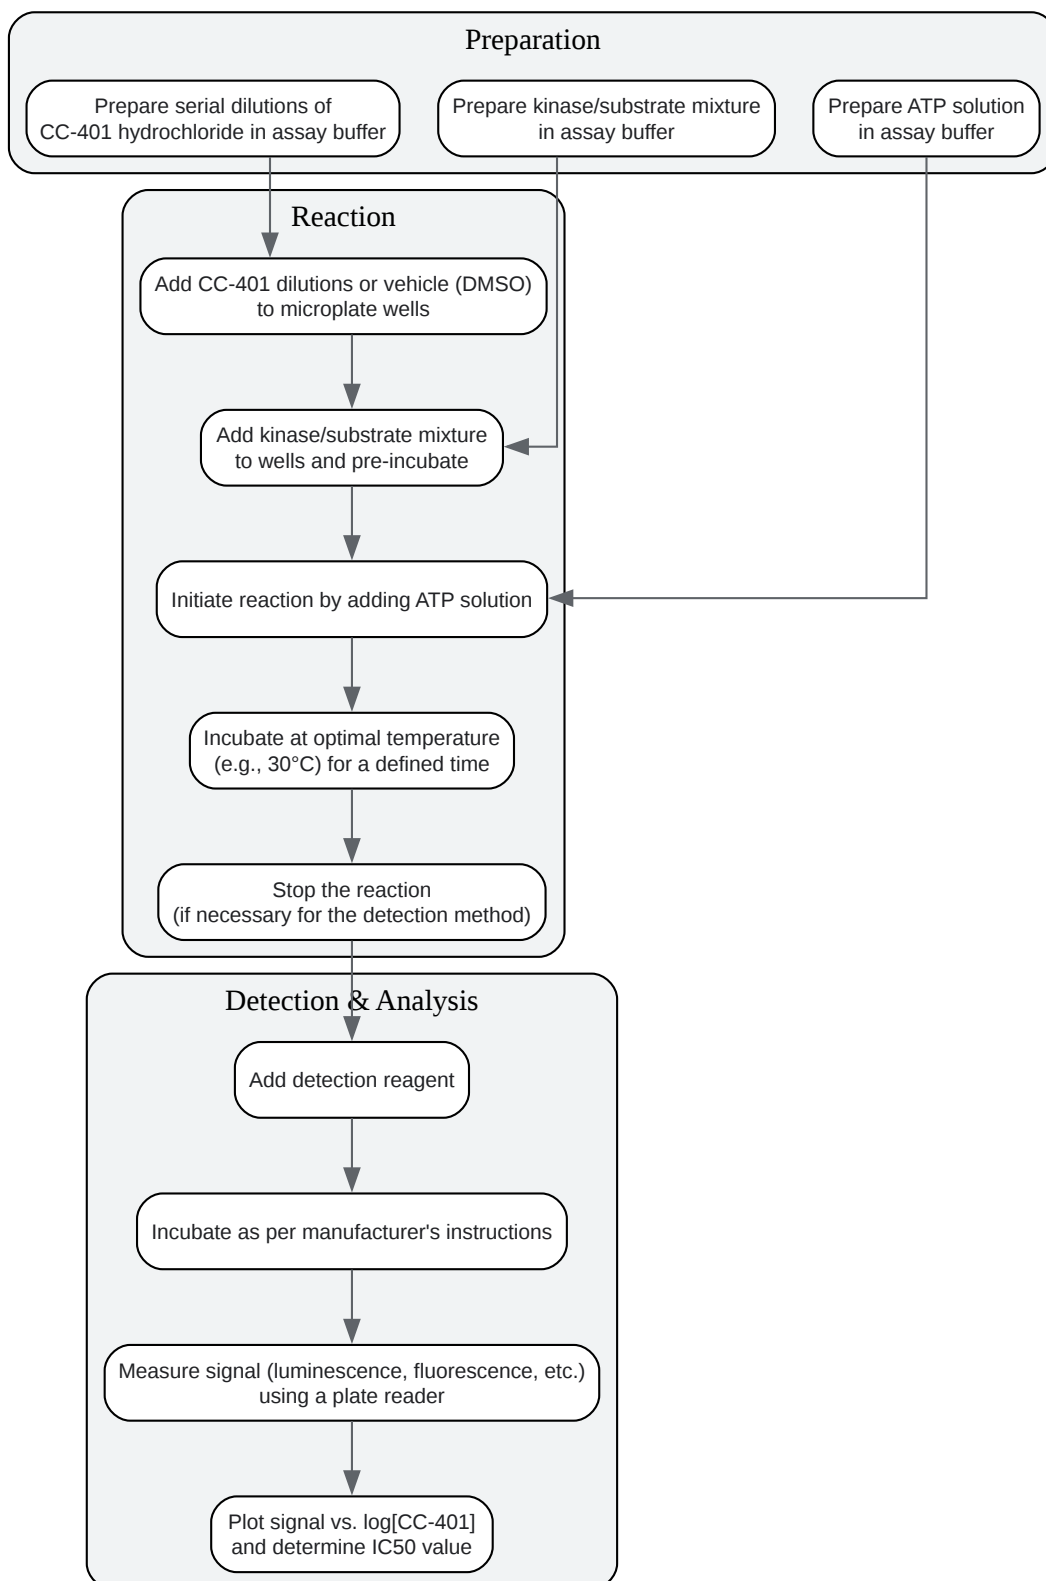 Preparation
Prepare serial dilutions of
CC-401 hydrochloride in assay buffer
Prepare kinase/substrate mixture
in assay buffer
Prepare ATP solution
in assay buffer
Reaction
Add CC-401 dilutions or vehicle (DMSO)
to microplate wells
Add kinase/substrate mixture
to wells and pre-incubate
Initiate reaction by adding ATP solution
Incubate at optimal temperature
(e.g., 30°C) for a defined time
Stop the reaction
(if necessary for the detection method)
Detection & Analysis
Add detection reagent
Incubate as per manufacturer's instructions
Measure signal (luminescence, fluorescence, etc.)
using a plate reader
Plot signal vs. log[CC-401]
and determine IC50 value